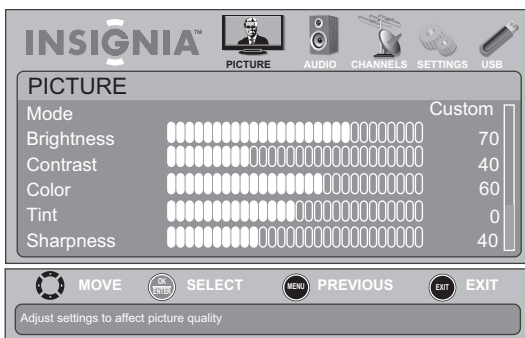 INSIGNIA™
PICTURE AUDIO CHANNELS SETTINGS USB
PICTURE
Mode Custom
Brightness 70
Contrast 40
Color 60
Tint 0
Sharpness 40
MOVE OK ENTER SELECT MENU PREVIOUS EXIT EXIT
Adjust settings to affect picture quality